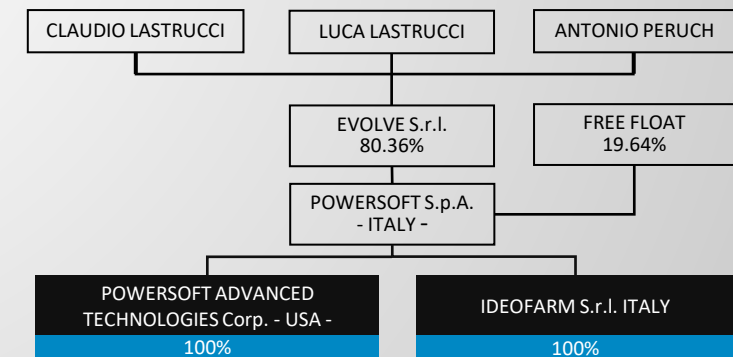 CLAUDIO LASTRUCCI
LUCA LASTRUCCI
ANTONIO PERUCH
EVOLVE S.r.l.
80.36%
FREE FLOAT
19.64%
POWERSOFT S.p.A.
- ITALY -
POWERSOFT ADVANCED
TECHNOLOGIES Corp. - USA -
100%
IDEOFARM S.r.l. ITALY
100%